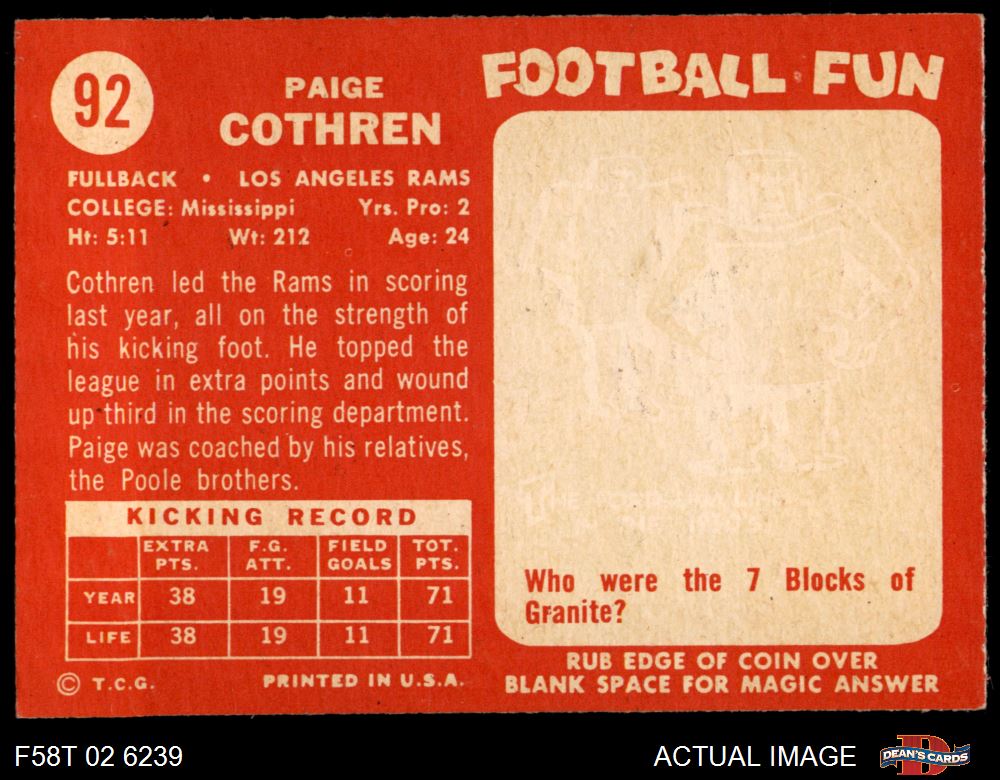 92
PAIGE
COTHREN
FULLBACK • LOS ANGELES RAMS
COLLEGE: Mississippi Yrs. Pro: 2
Ht: 5:11 Wt: 212 Age: 24
Cothren led the Rams in scoring
last year, all on the strength of
his kicking foot. He topped the
league in extra points and wound
up third in the scoring department.
Paige was coached by his relatives,
the Poole brothers.
KICKING RECORD
EXTRA PTS. F.G. ATT. FIELD GOALS TOT. PTS.
YEAR 38 19 11 71
LIFE 38 19 11 71
© T.C.G. PRINTED IN U.S.A.
FOOTBALL FUN
Who were the 7 Blocks of
Granite?
RUB EDGE OF COIN OVER
BLANK SPACE FOR MAGIC ANSWER
F58T 02 6239
ACTUAL IMAGE
D
DEAN'S CARDS